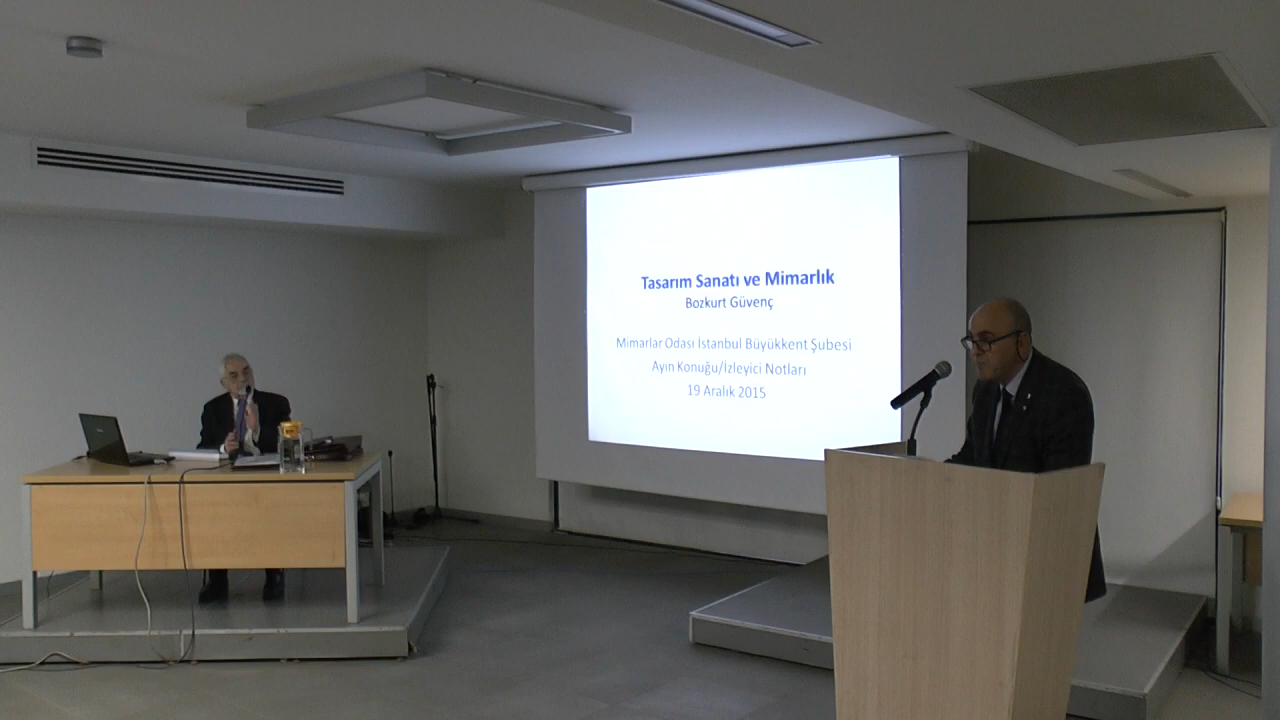 Tasarım Sanatı ve Mimarlık
Bozkurt Güvenç
Mimarlar Odası İstanbul Büyükkent Şubesi
Ayın Konuğu/İzleyici Notları
19 Aralık 2015